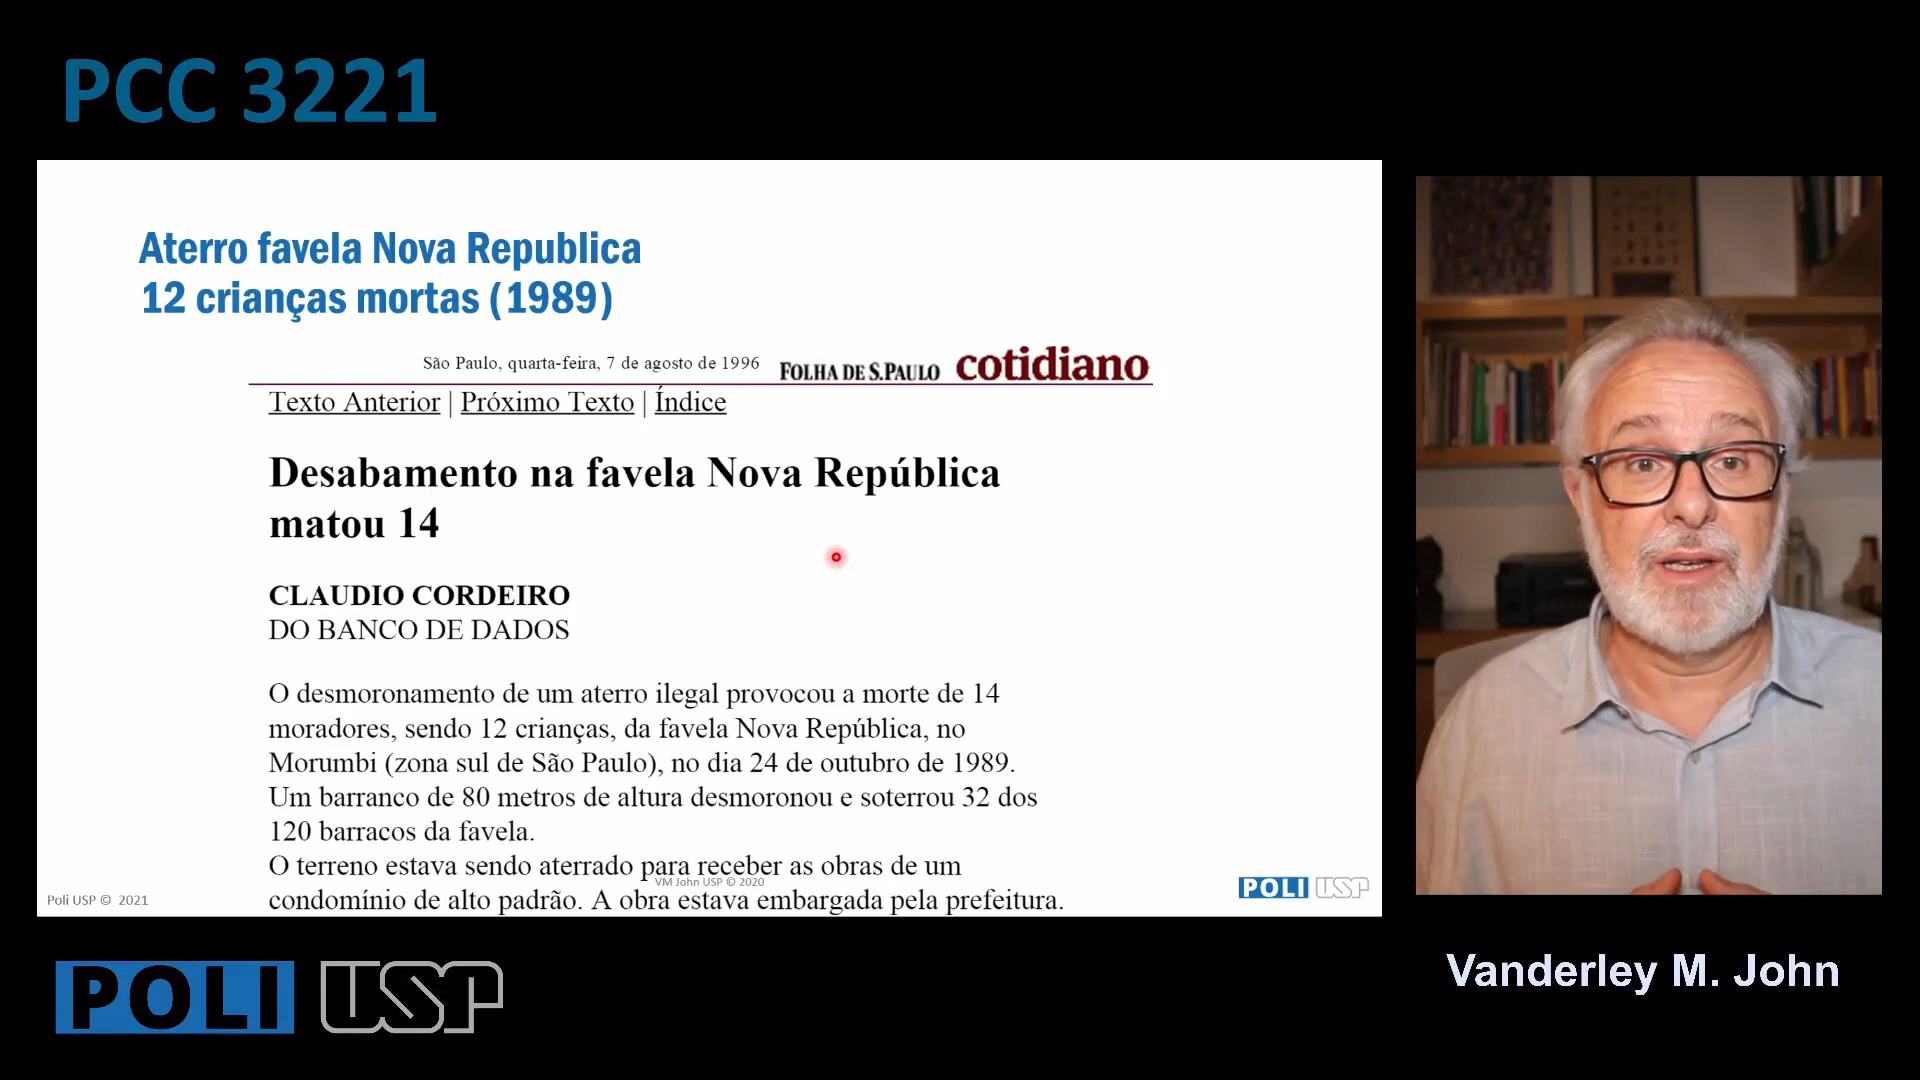 PCC 3221
Aterro favela Nova Republica
12 crianças mortas (1989)
São Paulo, quarta-feira, 7 de agosto de 1996 FOLHA DE S.PAULO cotidiano
Texto Anterior | Próximo Texto | Índice
Desabamento na favela Nova República
matou 14
CLAUDIO CORDEIRO
DO BANCO DE DADOS
O desmoronamento de um aterro ilegal provocou a morte de 14
moradores, sendo 12 crianças, da favela Nova República, no
Morumbi (zona sul de São Paulo), no dia 24 de outubro de 1989.
Um barranco de 80 metros de altura desmoronou e soterrou 32 dos
120 barracos da favela.
O terreno estava sendo aterrado para receber as obras de um
condomínio de alto padrão. A obra estava embargada pela prefeitura.
VM John USP © 2020
Poli USP © 2021
POLI USP
POLI USP
Vanderley M. John